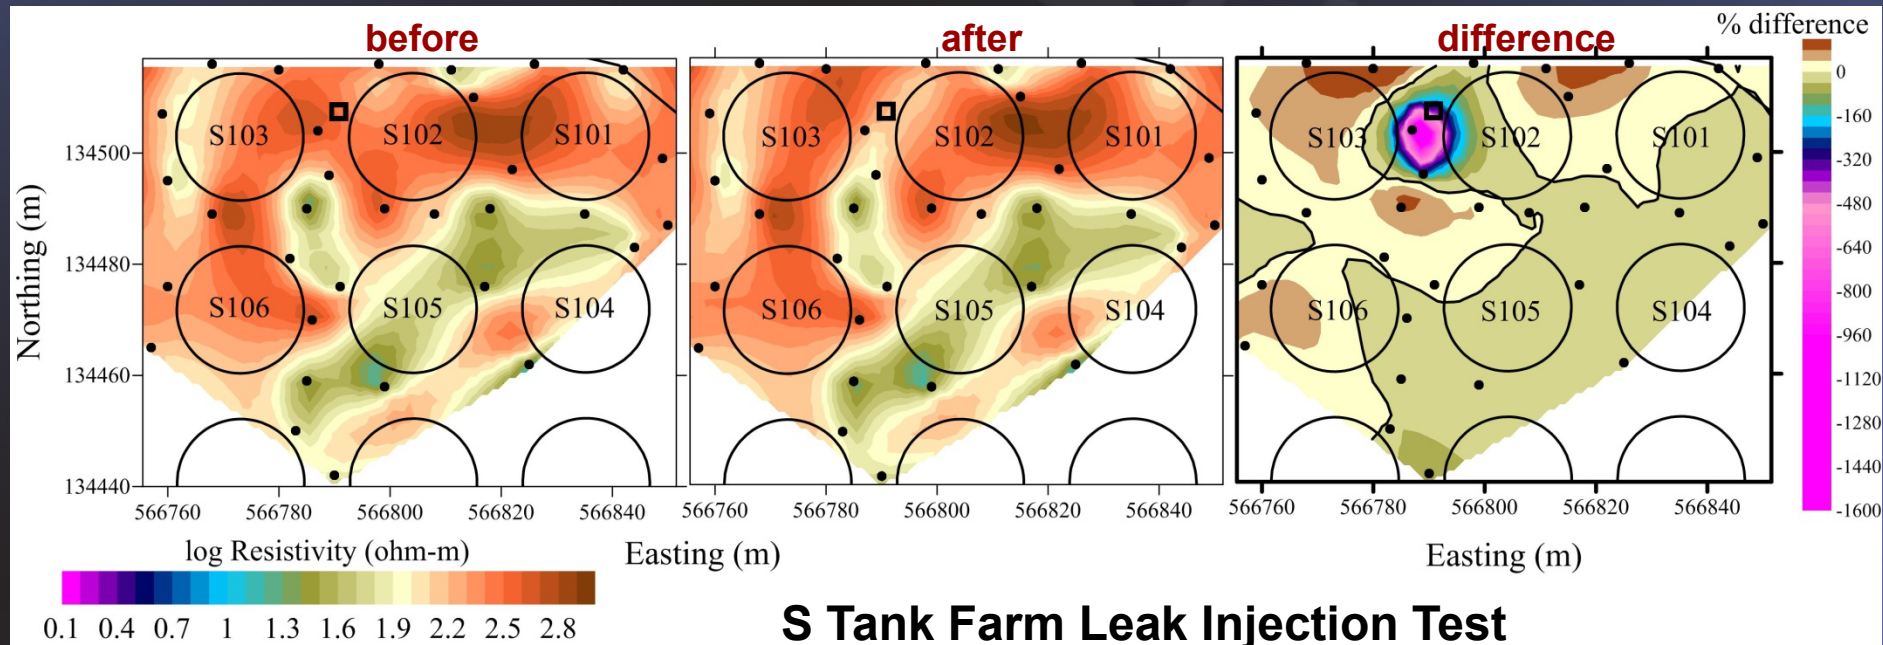 before
after
difference
% difference
S103
S102
S101
S106
S105
S104
S103
S102
S101
S106
S105
S104
S103
S102
S101
S106
S105
S104
134500
134480
134460
134440
Northing (m)
566760 566780 566800 566820 566840
566760 566780 566800 566820 566840
566760 566780 566800 566820 566840
0
-160
-320
-480
-640
-800
-960
-1120
-1280
-1440
-1600
log Resistivity (ohm-m)
Easting (m)
Easting (m)
0.1 0.4 0.7 1 1.3 1.6 1.9 2.2 2.5 2.8
S Tank Farm Leak Injection Test